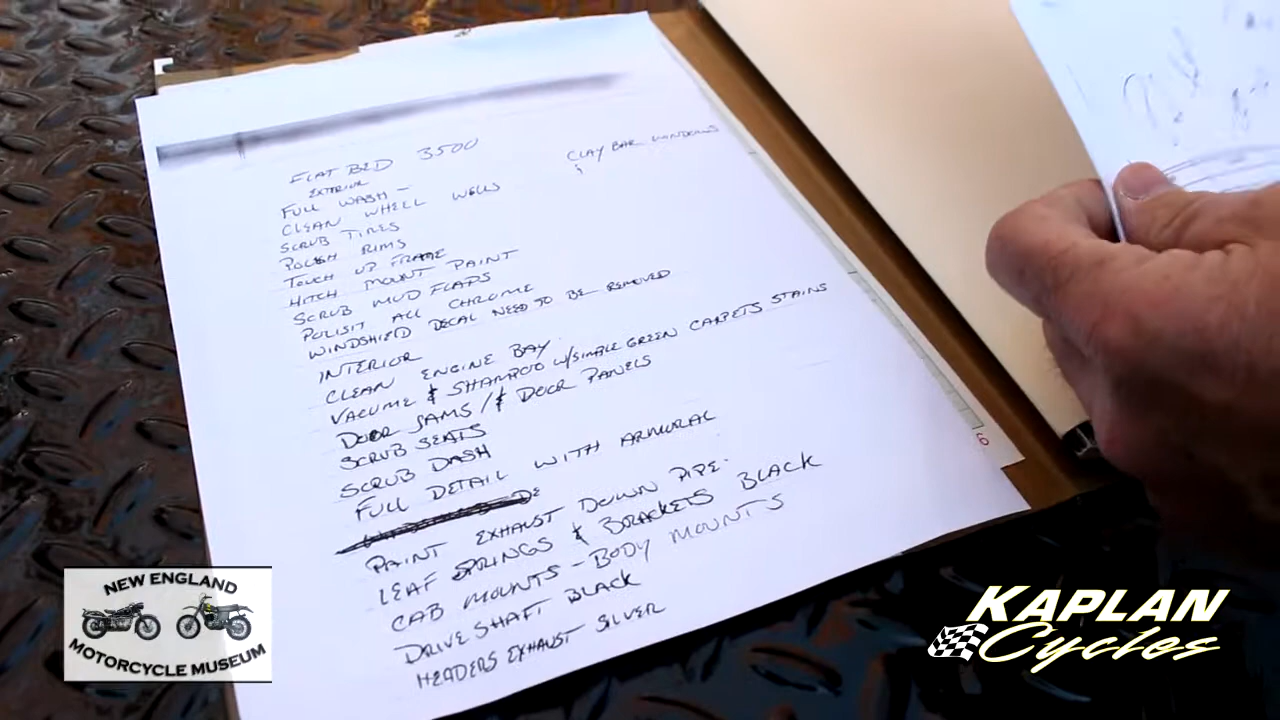 FLAT BED 3500
EXTERIOR
CLAY BAR WINDOWS
&
FULL WASH -
CLEAN WHEEL WELLS
SCRUB TIRES
POLISH RIMS
TOUCH UP FRAME
HITCH MOUNT PAINT
SCRUB MUD FLAPS
POLISH ALL CHROME
WINDSHIELD DECAL NEED TO BE REMOVED
INTERIOR
CLEAN ENGINE BAY
VACUME & SHAMPOO W/SIMPLE GREEN CARPETS STAINS
DOOR JAMS / & DOOR PANELS
SCRUB SEATS
SCRUB DASH
FULL DETAIL WITH ARMORAL
PAINT EXHAUST DOWN PIPE.
LEAF SPRINGS & BRACKETS BLACK
CAB MOUNTS - BODY MOUNTS
DRIVE SHAFT BLACK
HEADERS EXHAUST SILVER
6
NEW ENGLAND
MOTORCYCLE MUSEUM
KAPLAN
Cycles